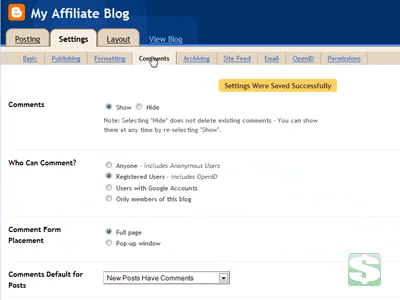 My Affiliate Blog
Posting Settings Layout View Blog
Basic Publishing Formatting Comments Archiving Site Feed Email OpenID Permissions
Settings Were Saved Successfully
Comments
Show Hide
Note: Selecting "Hide" does not delete existing comments - You can
show them at any time by re-selecting "Show".
Who Can Comment?
Anyone - Includes Anonymous Users
Registered Users - Includes OpenID
Users with Google Accounts
Only members of this blog
Comment Form
Placement
Full page
Pop-up window
Comments Default for
Posts
New Posts Have Comments
S